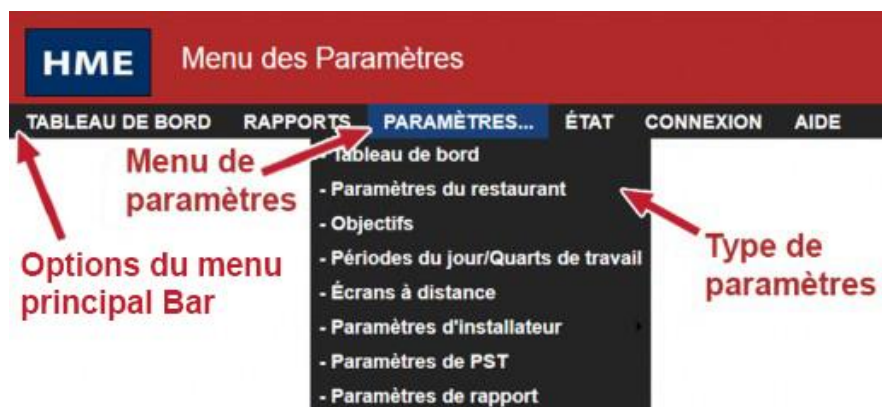 HME
Menu des Paramètres
TABLEAU DE BORD RAPPORTS PARAMÈTRES... ÉTAT CONNEXION AIDE
Menu de
paramètres
Options du menu
principal Bar
- Tableau de bord
- Paramètres du restaurant
- Objectifs
- Périodes du jour/Quarts de travail
- Écrans à distance
- Paramètres d'installateur
- Paramètres de PST
- Paramètres de rapport
Type de
paramètres